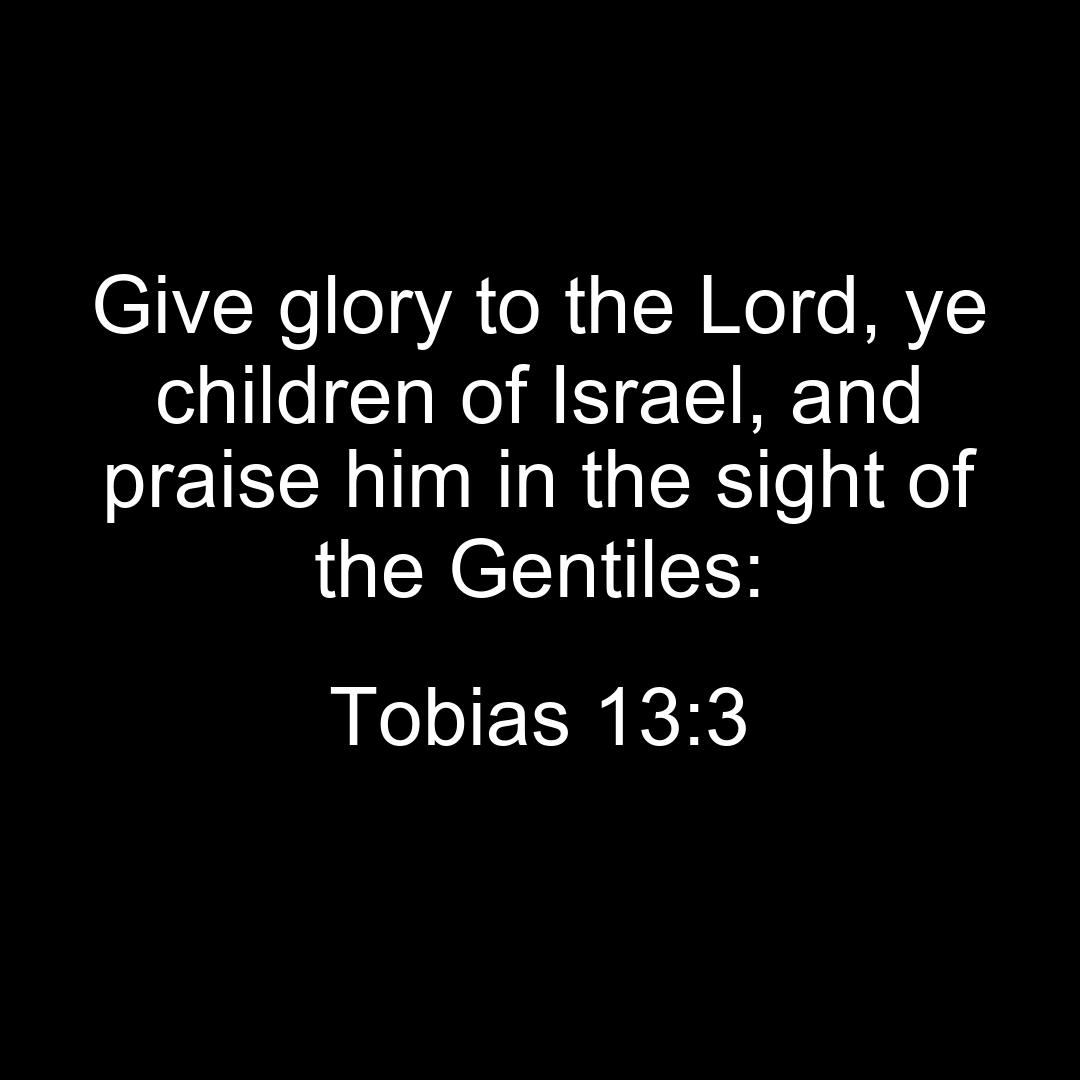 Give glory to the Lord, ye
children of Israel, and
praise him in the sight of
the Gentiles:
Tobias 13:3